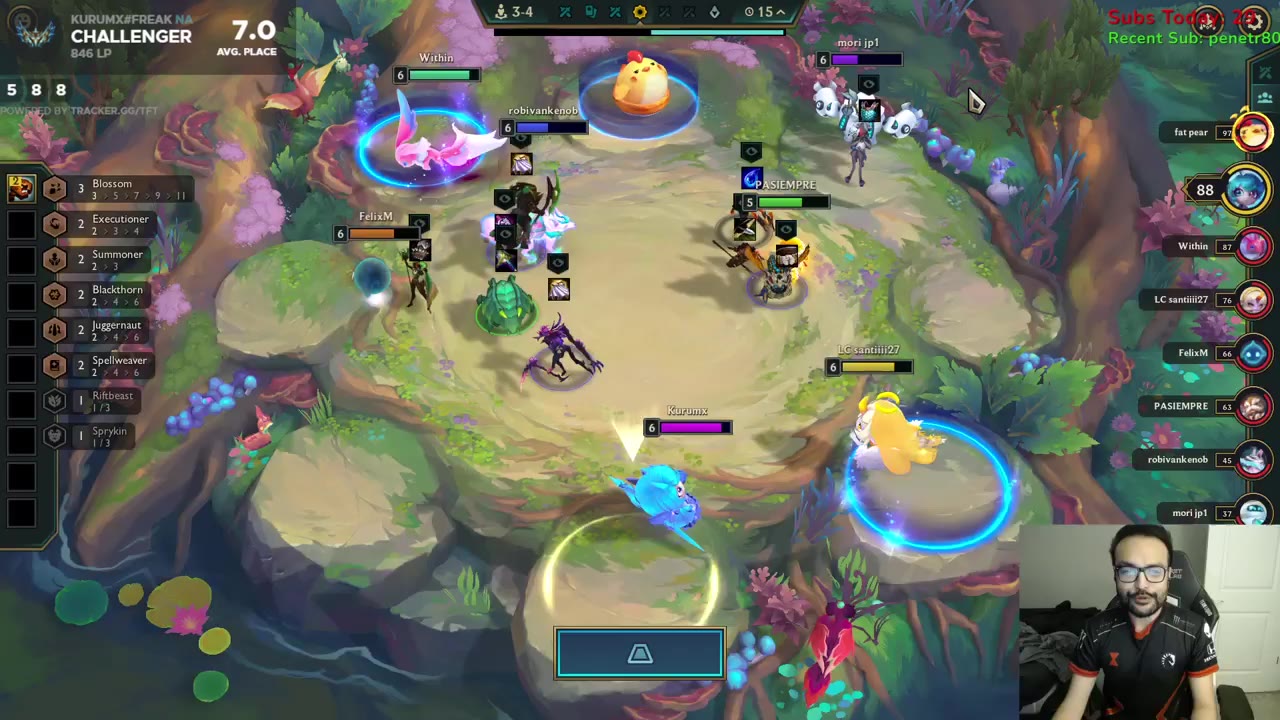 KURUMX#FREAK NA
CHALLENGER
846 LP
7.0
AVG. PLACE
5 8 8
POWERED BY TRACKER.GG/TFT
3-4
15
Subs Today: 2
Recent Sub: penetr80
Within
6
robivankenob
6
mori jp1
6
PASIEMPRE
5
FelixM
6
LC santiiii27
6
Kurumx
6
3 Blossom
3 > 5 > 7 > 9 > 11
2 Executioner
2 > 3 > 4
2 Summoner
2 > 3
2 Blackthorn
2 > 4 > 6
2 Juggernaut
2 > 4 > 6
2 Spellweaver
2 > 4 > 6
1 Riftbeast
1 / 3
1 Sprykin
1 / 3
fat pear 97
88
Within 87
LC santiiii27 76
FelixM 66
PASIEMPRE 63
robivankenob 45
mori jp1 37